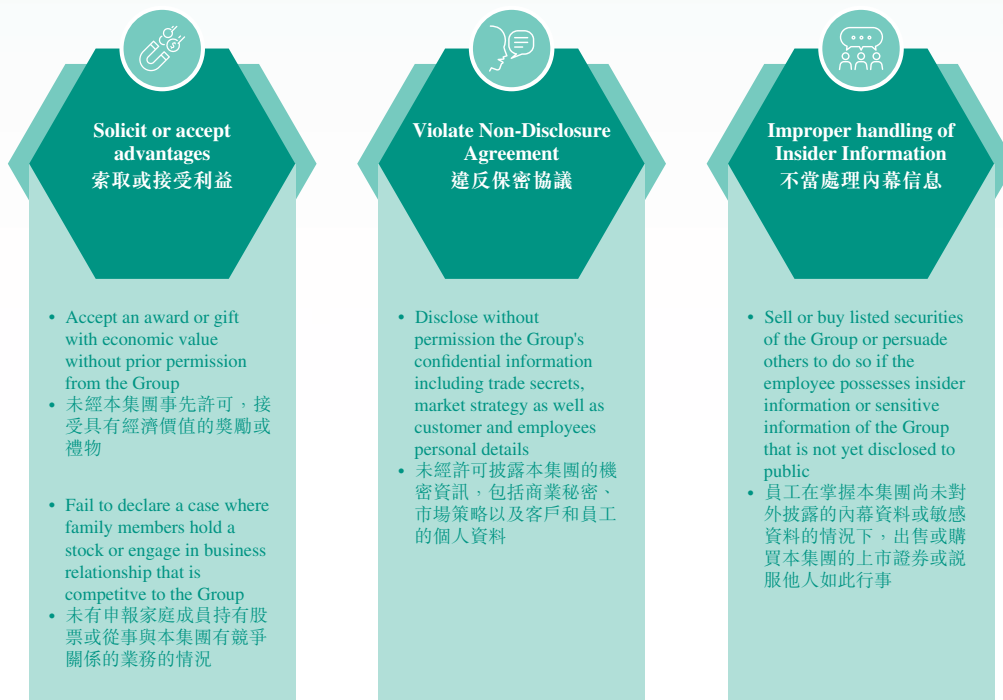 Solicit or accept
advantages
索取或接受利益
• Accept an award or gift
with economic value
without prior permission
from the Group
• 未經本集團事先許可，接
受具有經濟價值的獎勵或
禮物
• Fail to declare a case where
family members hold a
stock or engage in business
relationship that is
competitve to the Group
• 未有申報家庭成員持有股
票或從事與本集團有競爭
關係的業務的情況
Violate Non-Disclosure
Agreement
違反保密協議
• Disclose without
permission the Group's
confidential information
including trade secrets,
market strategy as well as
customer and employees
personal details
• 未經許可披露本集團的機
密資訊，包括商業秘密、
市場策略以及客戶和員工
的個人資料
Improper handling of
Insider Information
不當處理內幕信息
• Sell or buy listed securities
of the Group or persuade
others to do so if the
employee possesses insider
information or sensitive
information of the Group
that is not yet disclosed to
public
• 員工在掌握本集團尚未對
外披露的內幕資料或敏感
資料的情況下，出售或購
買本集團的上市證券或説
服他人如此行事